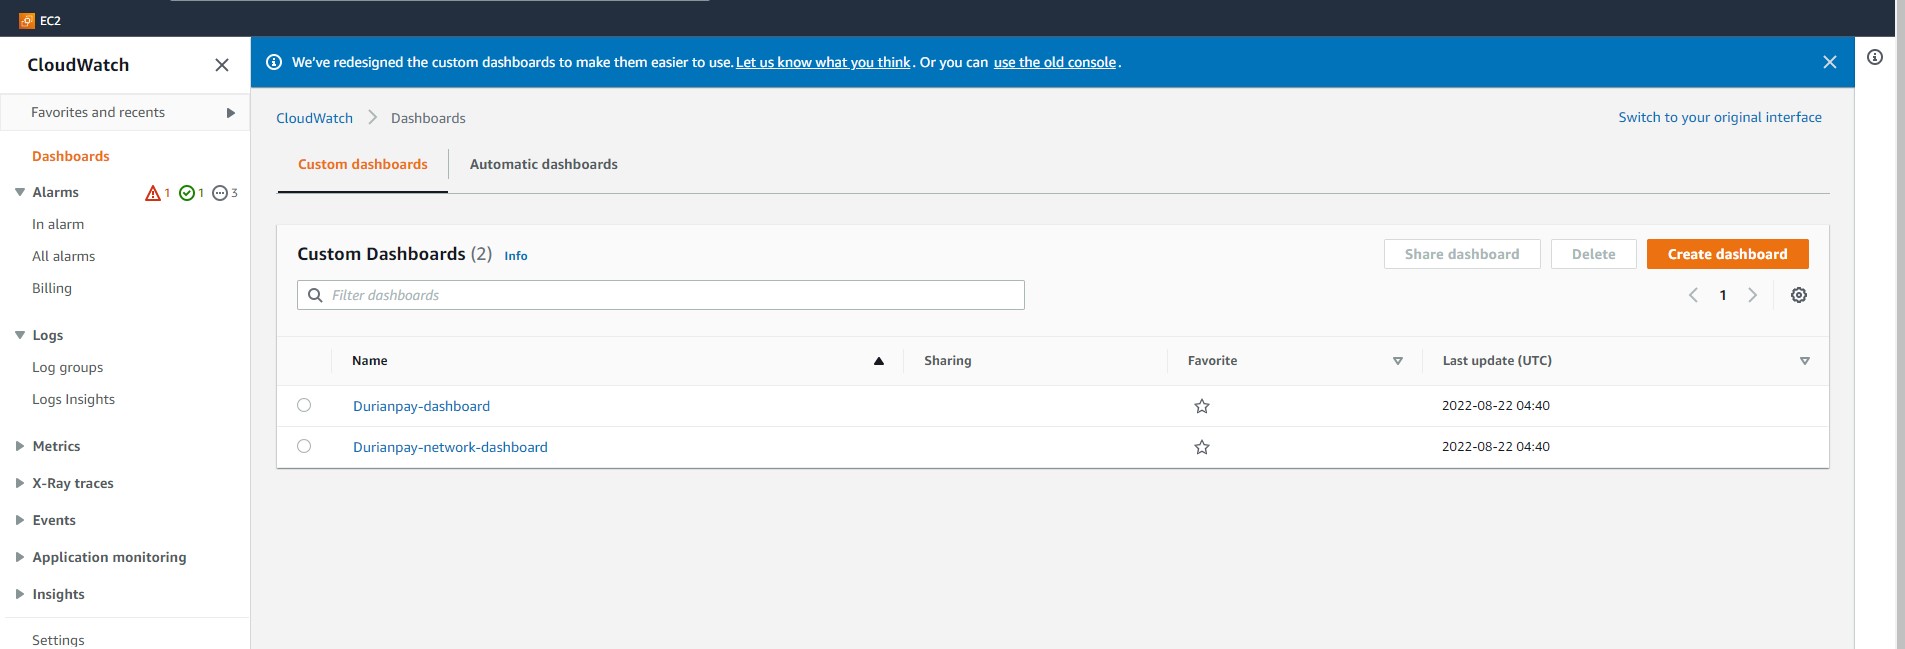 EC2
CloudWatch
Favorites and recents
Dashboards
Alarms 1 1 3
In alarm
All alarms
Billing
Logs
Log groups
Logs Insights
Metrics
X-Ray traces
Events
Application monitoring
Insights
Settings
We've redesigned the custom dashboards to make them easier to use. Let us know what you think. Or you can use the old console.
CloudWatch Dashboards
Switch to your original interface
Custom dashboards Automatic dashboards
Custom Dashboards (2) Info
Share dashboard Delete Create dashboard
Filter dashboards
1
Name Sharing Favorite Last update (UTC)
Durianpay-dashboard 2022-08-22 04:40
Durianpay-network-dashboard 2022-08-22 04:40